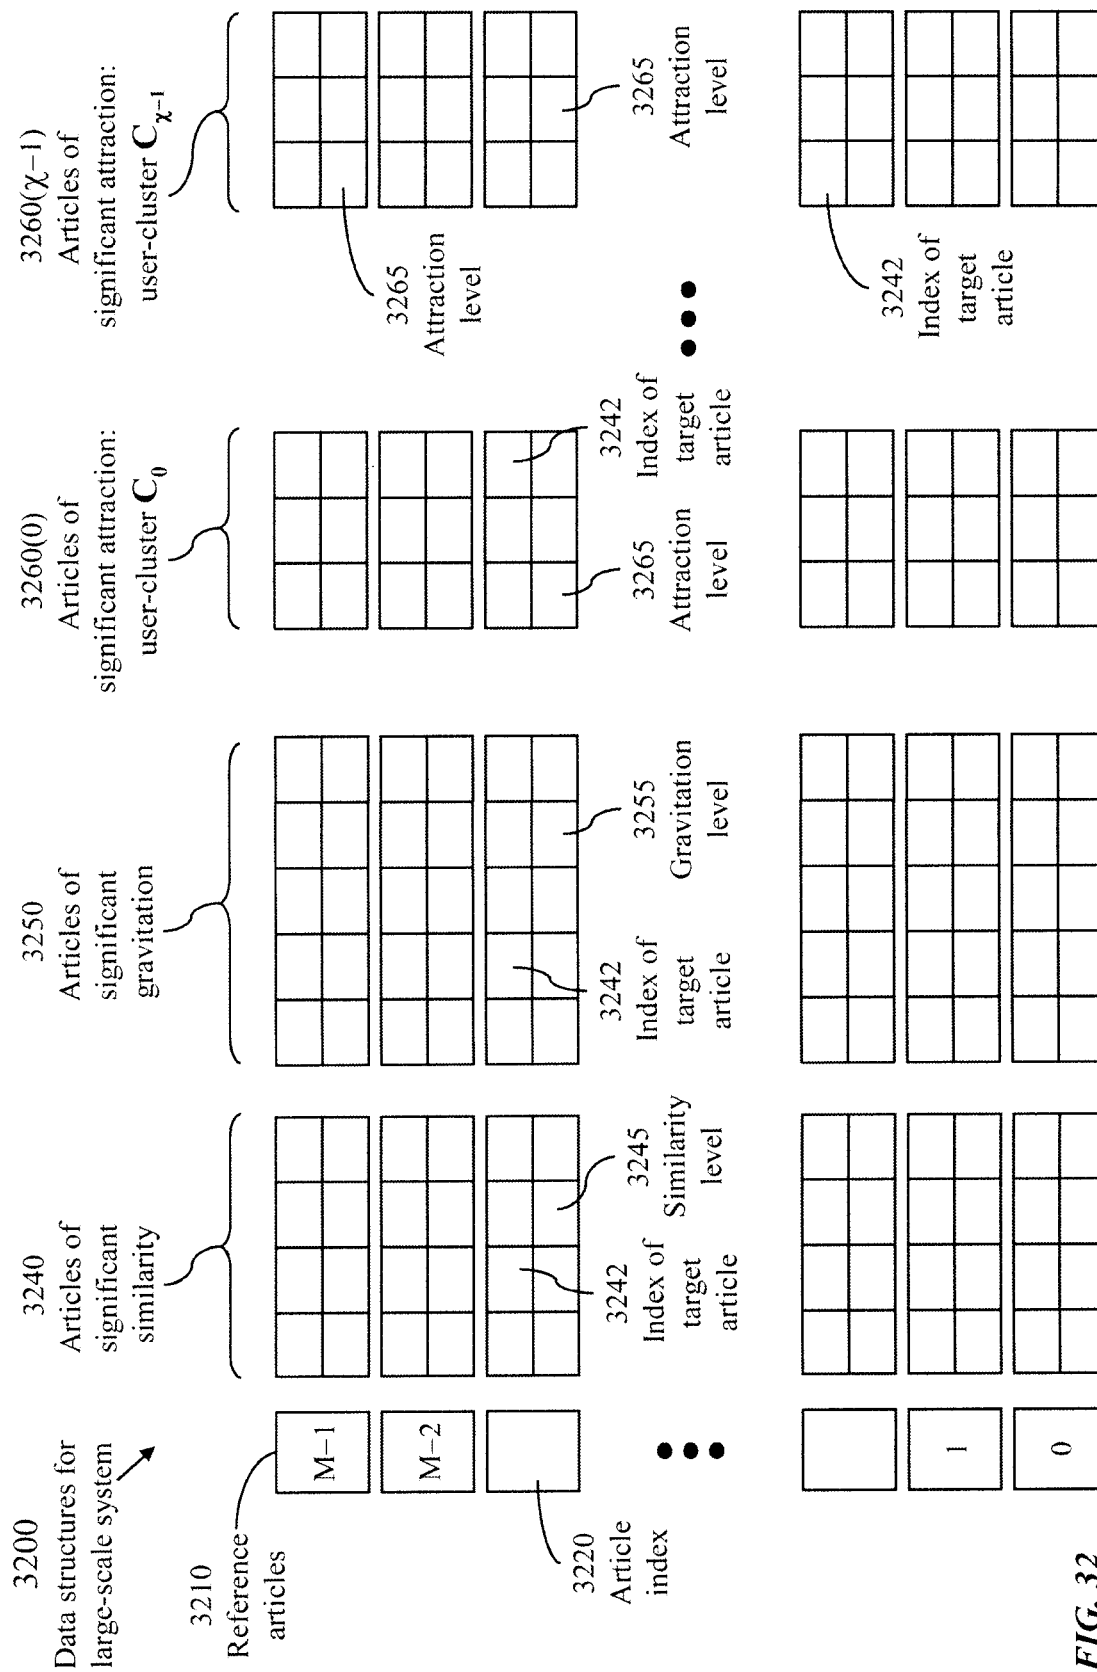 3200
Data structures for
large-scale system
3210
Reference
articles
3220
Article
index
M−1
M−2
1
0
3240
Articles of
significant
similarity
3242
Index of
target
article
3245
Similarity
level
3250
Articles of
significant
gravitation
3242
Index of
target
article
3255
Gravitation
level
3260(0)
Articles of
significant attraction:
user-cluster C0
3265
Attraction
level
3242
Index of
target
article
3260(χ−1)
Articles of
significant attraction:
user-cluster Cχ−1
3265
Attraction
level
3265
Attraction
level
3242
Index of
target
article
FIG. 32